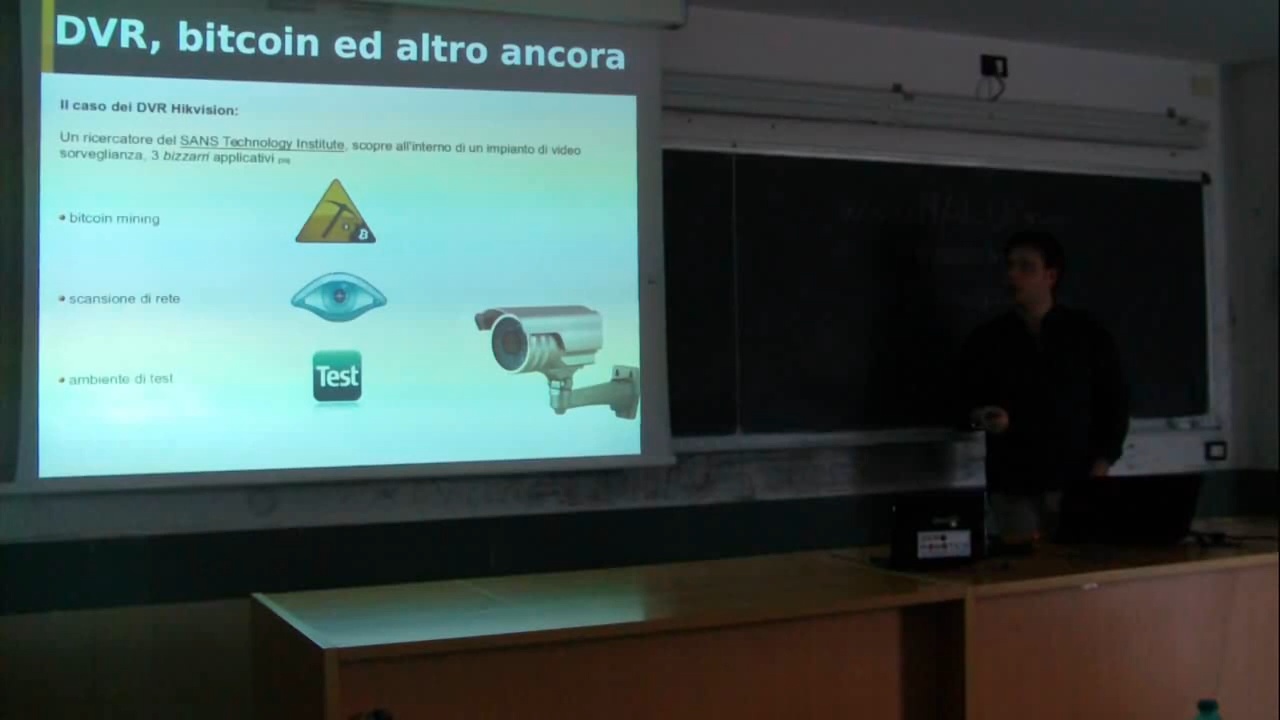 DVR, bitcoin ed altro ancora
Il caso dei DVR Hikvision:
Un ricercatore del SANS Technology Institute, scopre all'interno di un impianto di video
sorveglianza, 3 bizzarri applicativi
bitcoin mining
scansione di rete
ambiente di test
Test